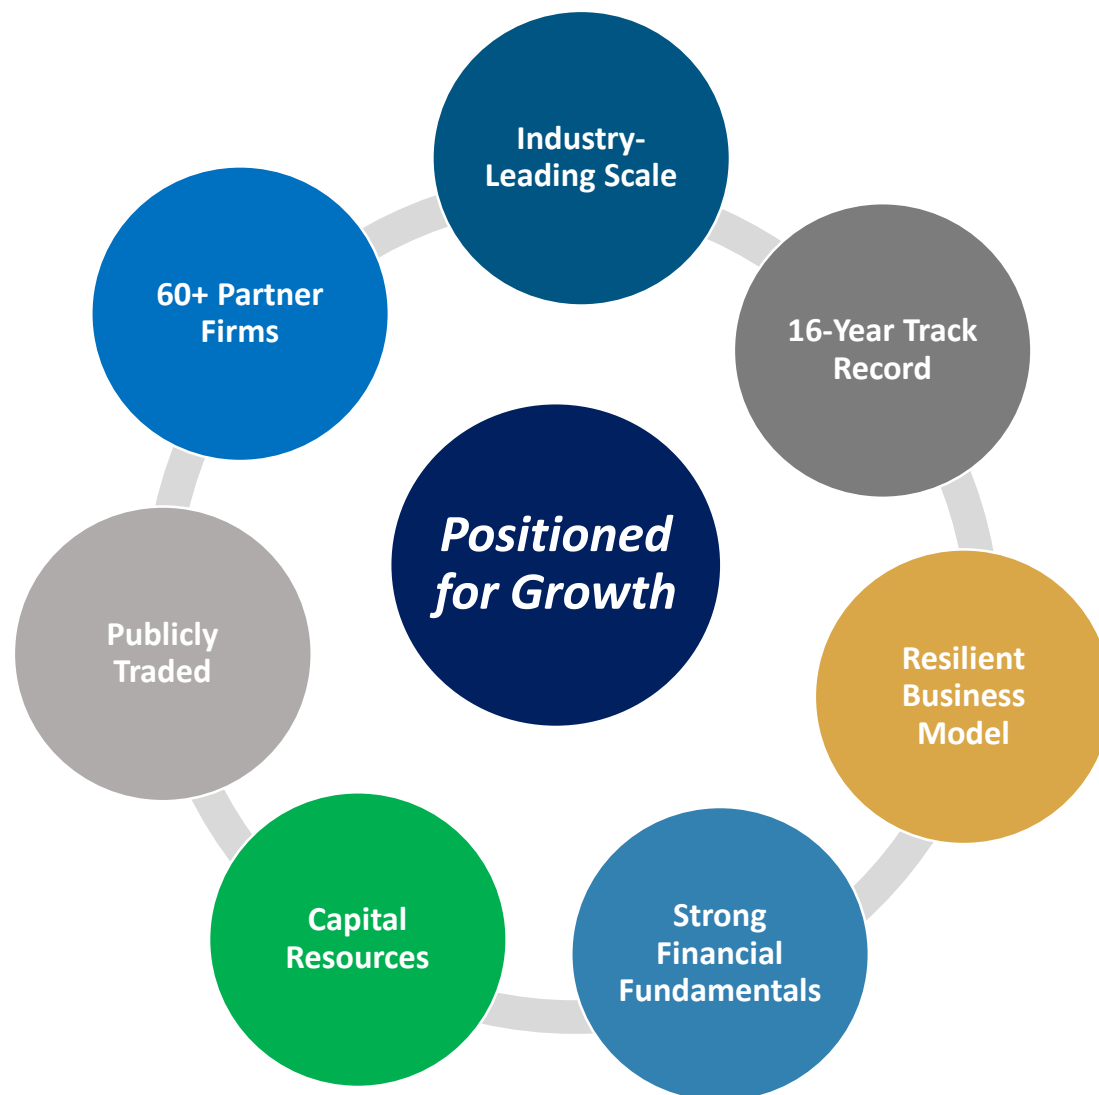 Industry-
Leading Scale
16-Year Track
Record
Resilient
Business
Model
Strong
Financial
Fundamentals
Capital
Resources
Publicly
Traded
60+ Partner
Firms
Positioned
for Growth